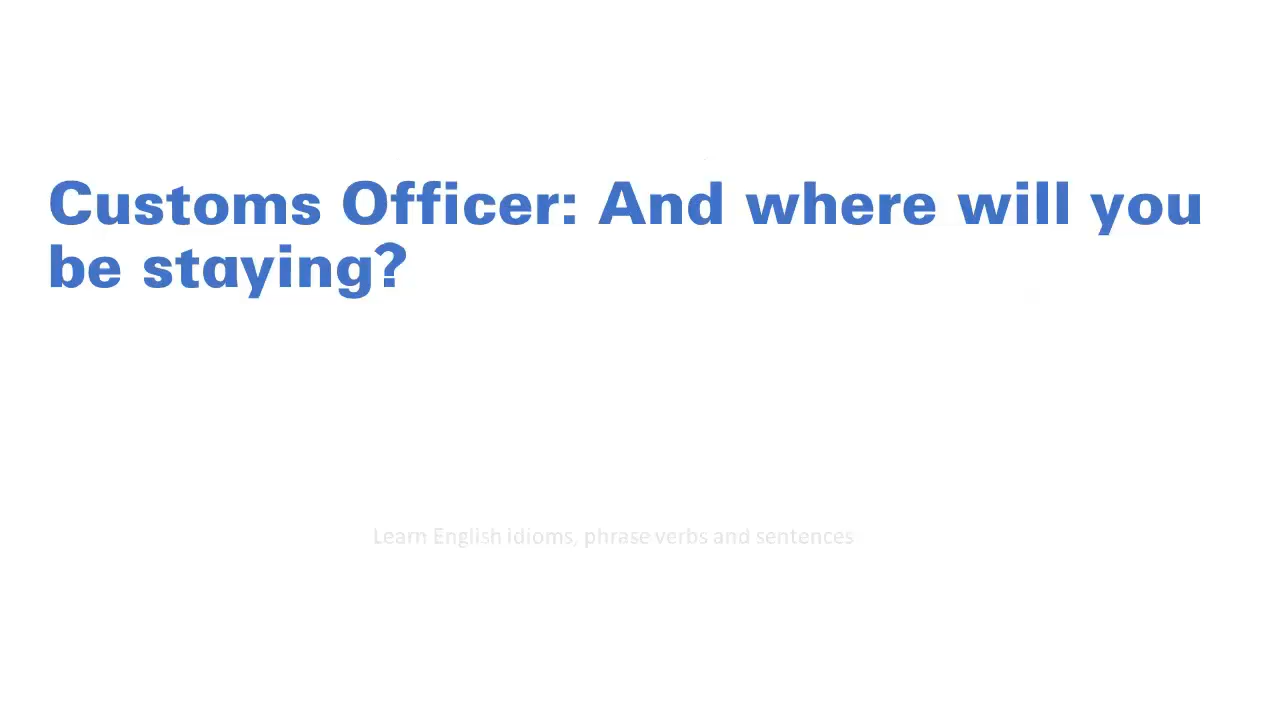 Customs Officer: And where will you
be staying?
Learn English idioms, phrase verbs and sentences